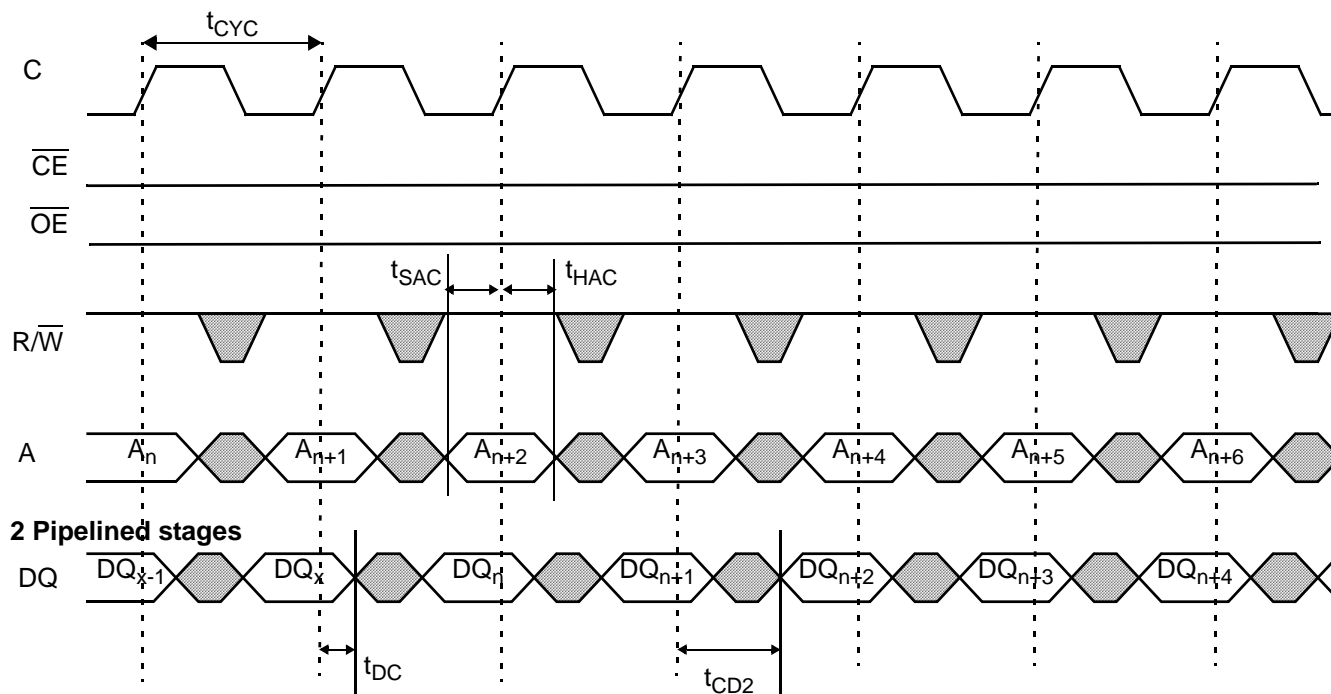 tCYC
C
CE
OE
tSAC tHAC
R/W
A An An+1 An+2 An+3 An+4 An+5 An+6
2 Pipelined stages
DQ DQx-1 DQx DQn DQn+1 DQn+2 DQn+3 DQn+4
tDC tCD2